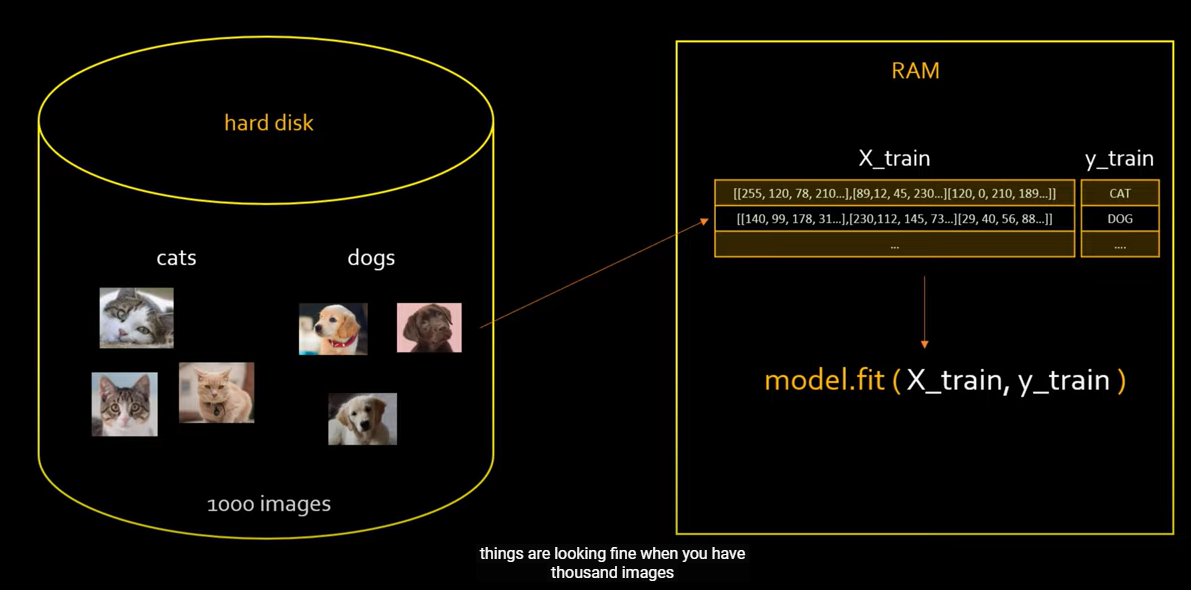 hard disk
cats
dogs
1000 images
RAM
X_train
y_train
[[255, 120, 78, 210...],[89,12, 45, 230...][120, 0, 210, 189...]]
CAT
[[140, 99, 178, 31...],[230,112, 145, 73...][29, 40, 56, 88...]]
DOG
...
....
model.fit ( X_train, y_train )
things are looking fine when you have
thousand images